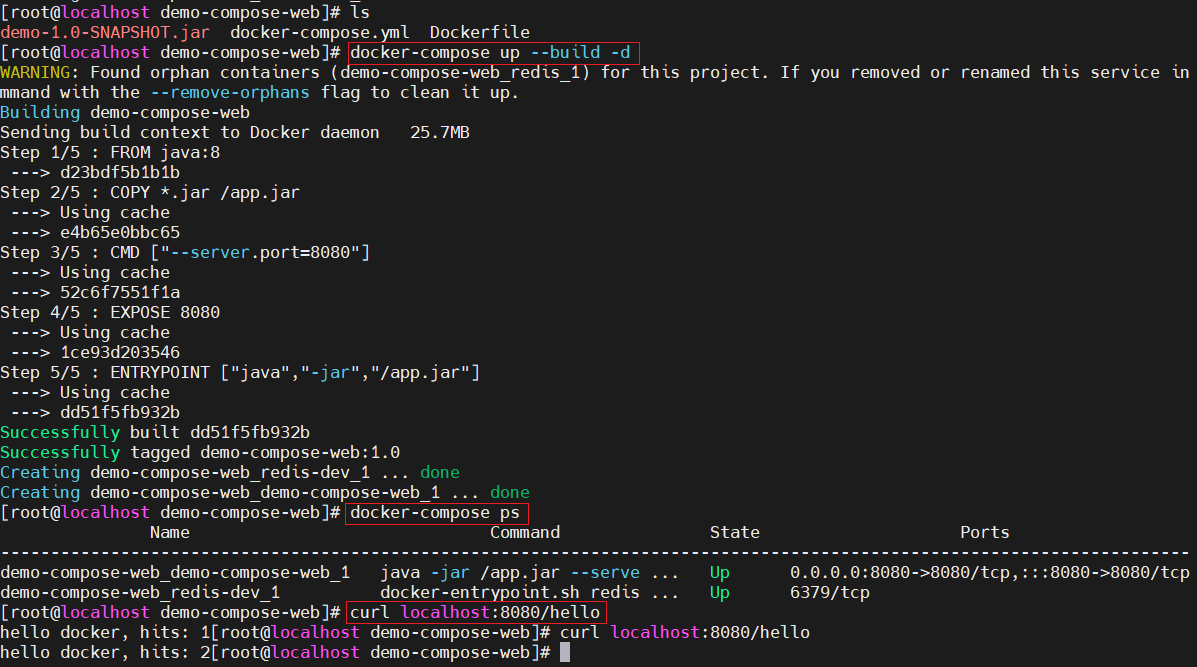 [root@localhost demo-compose-web]# ls
demo-1.0-SNAPSHOT.jar  docker-compose.yml  Dockerfile
[root@localhost demo-compose-web]# docker-compose up --build -d
WARNING: Found orphan containers (demo-compose-web_redis_1) for this project. If you removed or renamed this service in
mmand with the --remove-orphans flag to clean it up.
Building demo-compose-web
Sending build context to Docker daemon   25.7MB
Step 1/5 : FROM java:8
 ---> d23bdf5b1b1b
Step 2/5 : COPY *.jar /app.jar
 ---> Using cache
 ---> e4b65e0bbc65
Step 3/5 : CMD ["--server.port=8080"]
 ---> Using cache
 ---> 52c6f7551f1a
Step 4/5 : EXPOSE 8080
 ---> Using cache
 ---> 1ce93d203546
Step 5/5 : ENTRYPOINT ["java","-jar","/app.jar"]
 ---> Using cache
 ---> dd51f5fb932b
Successfully built dd51f5fb932b
Successfully tagged demo-compose-web:1.0
Creating demo-compose-web_redis-dev_1 ... done
Creating demo-compose-web_demo-compose-web_1 ... done
[root@localhost demo-compose-web]# docker-compose ps
               Name                              Command               State                    Ports
-----------------------------------------------------------------------------------------------------------------------
demo-compose-web_demo-compose-web_1   java -jar /app.jar --serve ...   Up      0.0.0.0:8080->8080/tcp,:::8080->8080/tcp
demo-compose-web_redis-dev_1          docker-entrypoint.sh redis ...   Up      6379/tcp
[root@localhost demo-compose-web]# curl localhost:8080/hello
hello docker, hits: 1[root@localhost demo-compose-web]# curl localhost:8080/hello
hello docker, hits: 2[root@localhost demo-compose-web]#